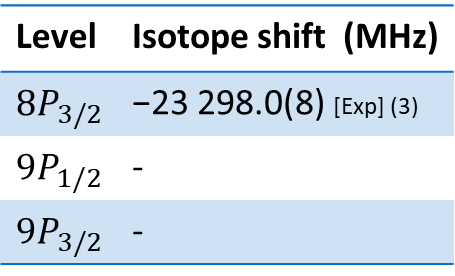 Level Isotope shift (MHz)
8P3/2 −23 298.0(8) [Exp] (3)
9P1/2 -
9P3/2 -